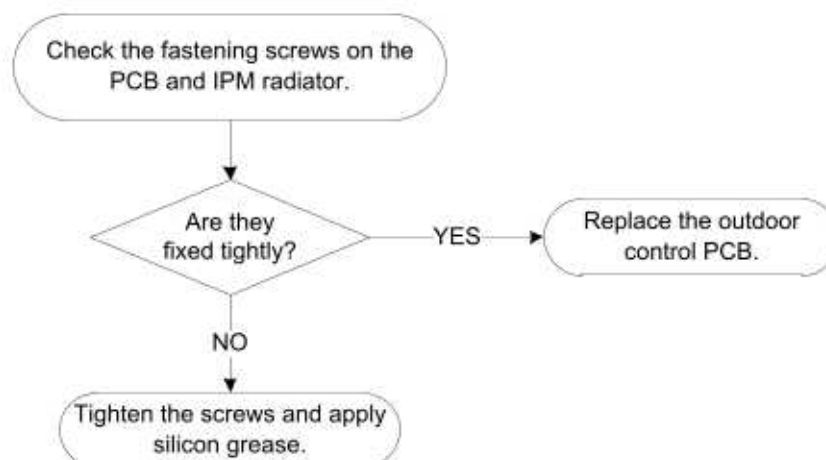 Check the fastening screws on the
PCB and IPM radiator.
Are they
fixed tightly?
YES
Replace the outdoor
control PCB.
NO
Tighten the screws and apply
silicon grease.